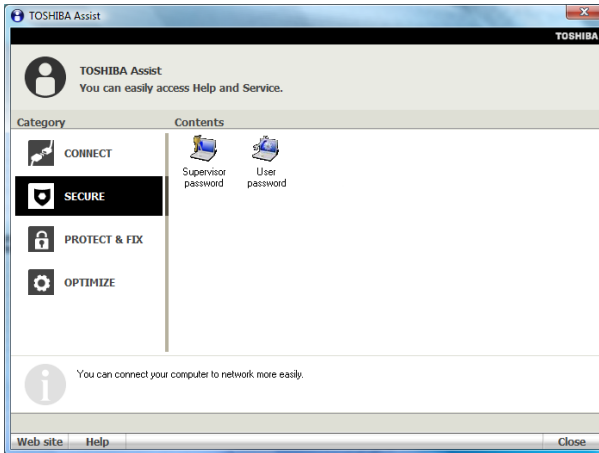 TOSHIBA Assist
TOSHIBA
TOSHIBA Assist
You can easily access Help and Service.
Category
Contents
CONNECT
SECURE
PROTECT & FIX
OPTIMIZE
Supervisor
password
User
password
You can connect your computer to network more easily.
Web site
Help
Close